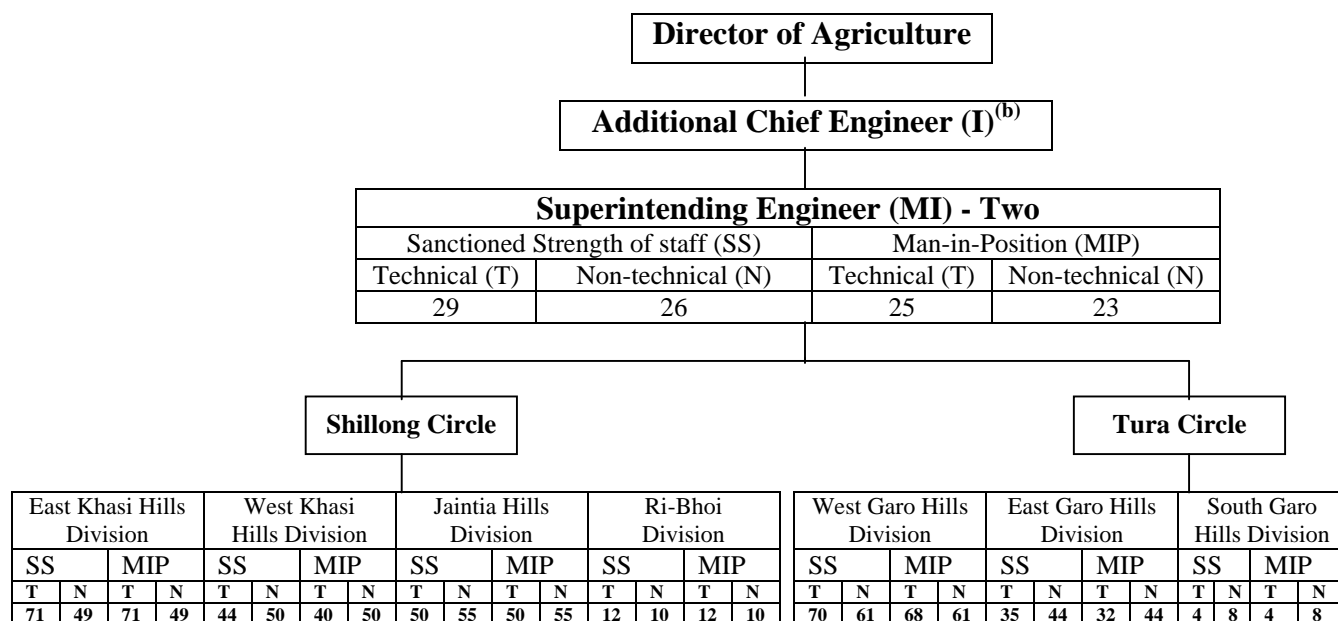 Director of Agriculture
Additional Chief Engineer (I)(b)
Superintending Engineer (MI) - Two
Sanctioned Strength of staff (SS) Man-in-Position (MIP)
Technical (T) Non-technical (N) Technical (T) Non-technical (N)
29 26 25 23
Shillong Circle Tura Circle
East Khasi Hills West Khasi Jaintia Hills Ri-Bhoi West Garo Hills East Garo Hills South Garo
Division Hills Division Division Division Division Division Hills Division
SS MIP SS MIP SS MIP SS MIP SS MIP SS MIP SS MIP
T N T N T N T N T N T N T N T N T N T N T N T N T N T N
71 49 71 49 44 50 40 50 50 55 50 55 12 10 12 10 70 61 68 61 35 44 32 44 4 8 4 8